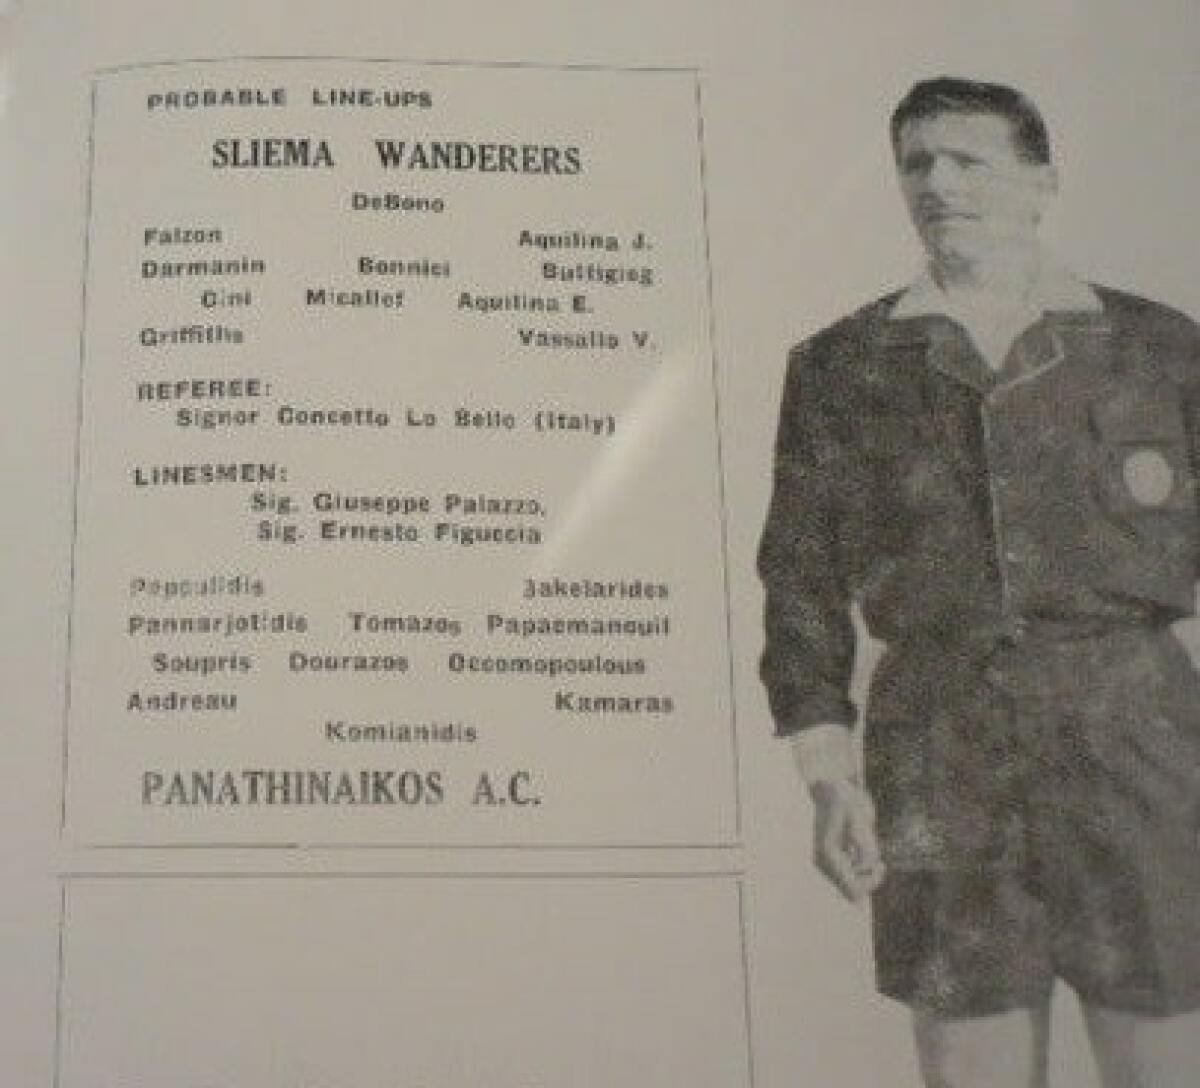 PROBABLE LINE-UPS
SLIEMA WANDERERS
DeBono
Falzon Aquilina J.
Darmanin Bonnici Buttigieg
Cini Micallef Aquilina E.
Griffiths Vassallo V.
REFEREE:
Signor Concetto Lo Bello (Italy)
LINESMEN:
Sig. Giuseppe Palazzo,
Sig. Ernesto Figuccia
Jakelarides
Pannarjotidis Tomazos Papaemanouil
Soupris Dourazos Occomopoulous
Andreau Kamaras
Komianidis
PANATHINAIKOS A.C.